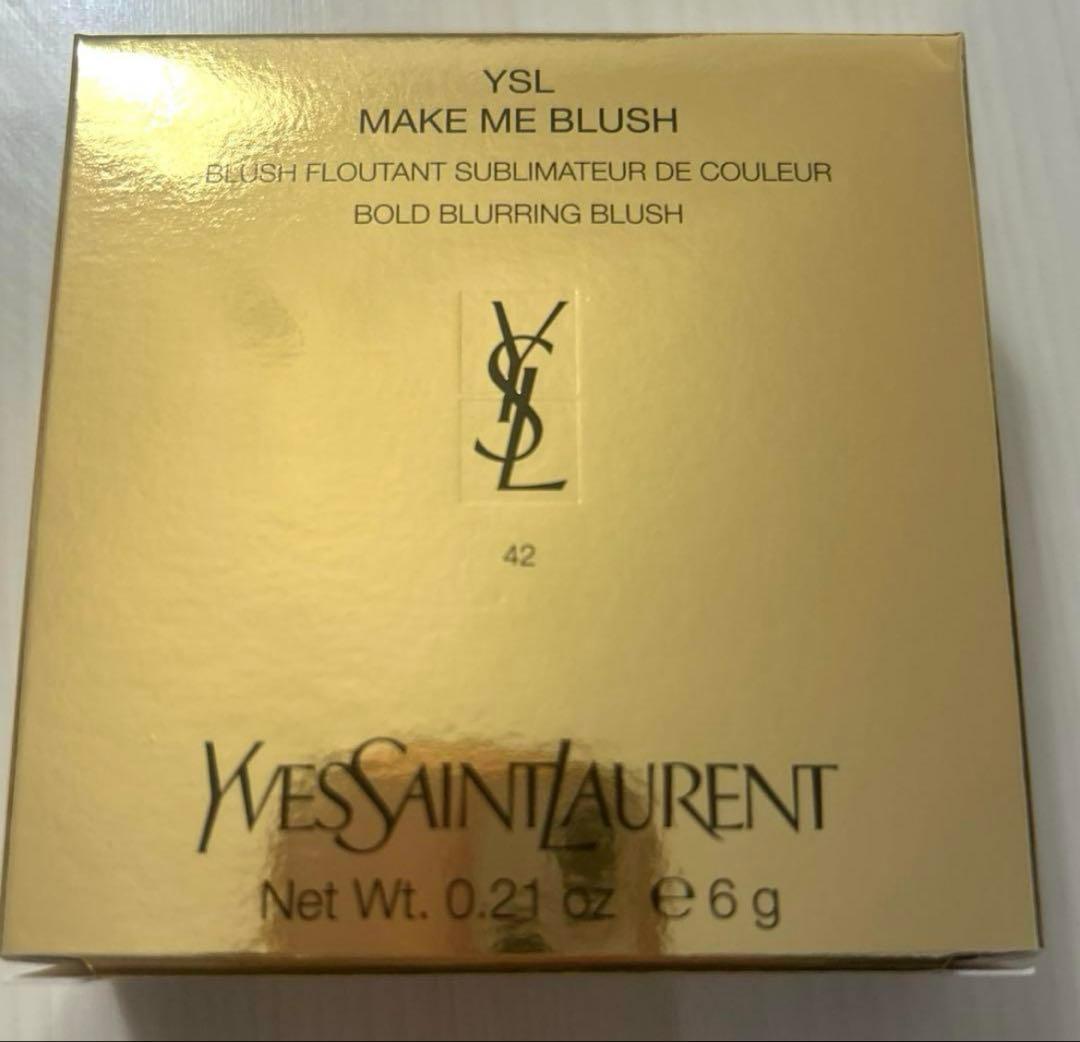 YSL
MAKE ME BLUSH
BLUSH FLOUTANT SUBLIMATEUR DE COULEUR
BOLD BLURRING BLUSH
YSL
42
YVESSAINTLAURENT
Net Wt. 0.21 oz e 6 g